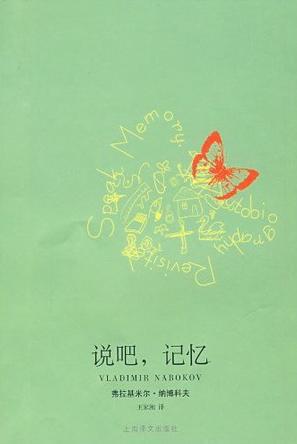 Speak Memory
Autobiography Revisited
说吧，记忆
VLADIMIR NABOKOV
弗拉基米尔·纳博科夫
王家湘 译
上海译文出版社